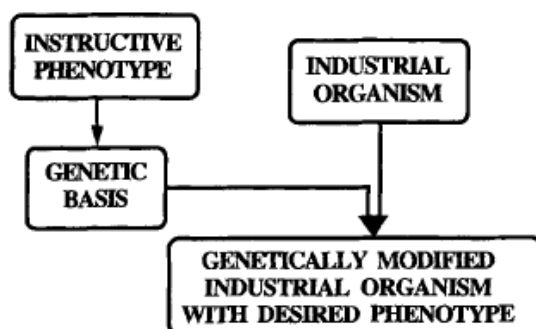 INSTRUCTIVE
PHENOTYPE
INDUSTRIAL
ORGANISM
GENETIC
BASIS
GENETICALLY MODIFIED
INDUSTRIAL ORGANISM
WITH DESIRED PHENOTYPE